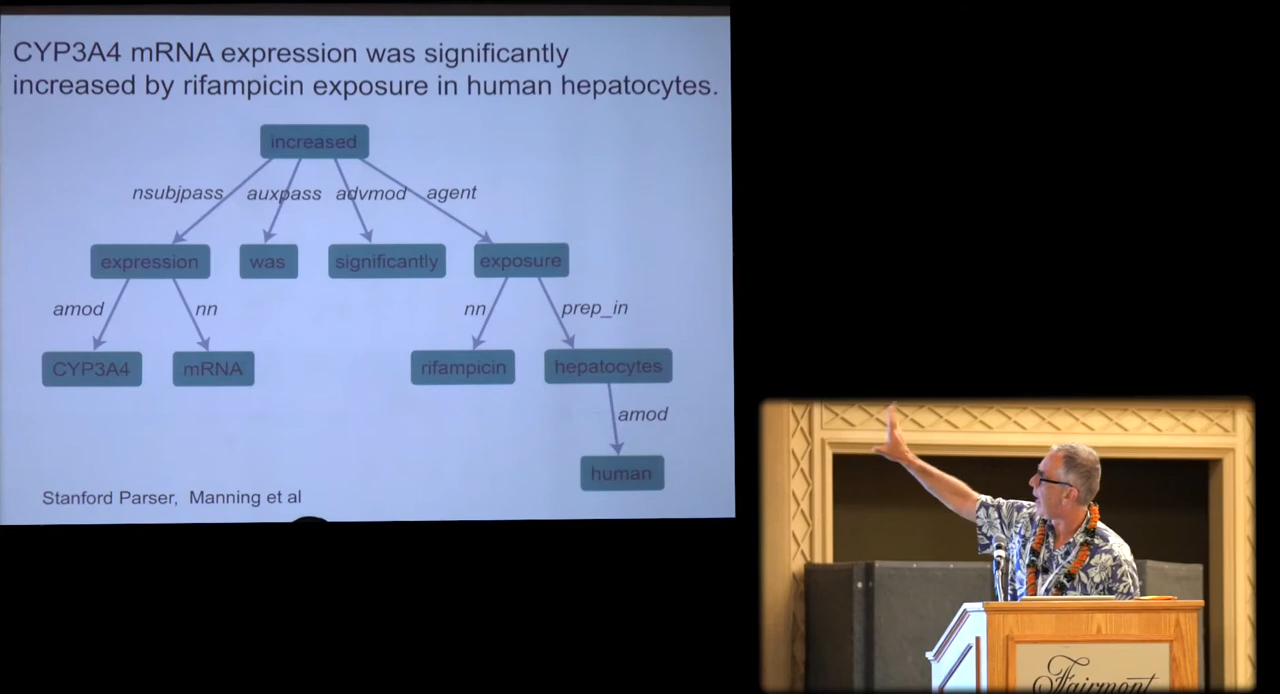 CYP3A4 mRNA expression was significantly
increased by rifampicin exposure in human hepatocytes.
increased
nsubjpass auxpass advmod agent
expression was significantly exposure
amod nn nn prep_in
CYP3A4 mRNA rifampicin hepatocytes
amod
human
Stanford Parser, Manning et al
Fairmont